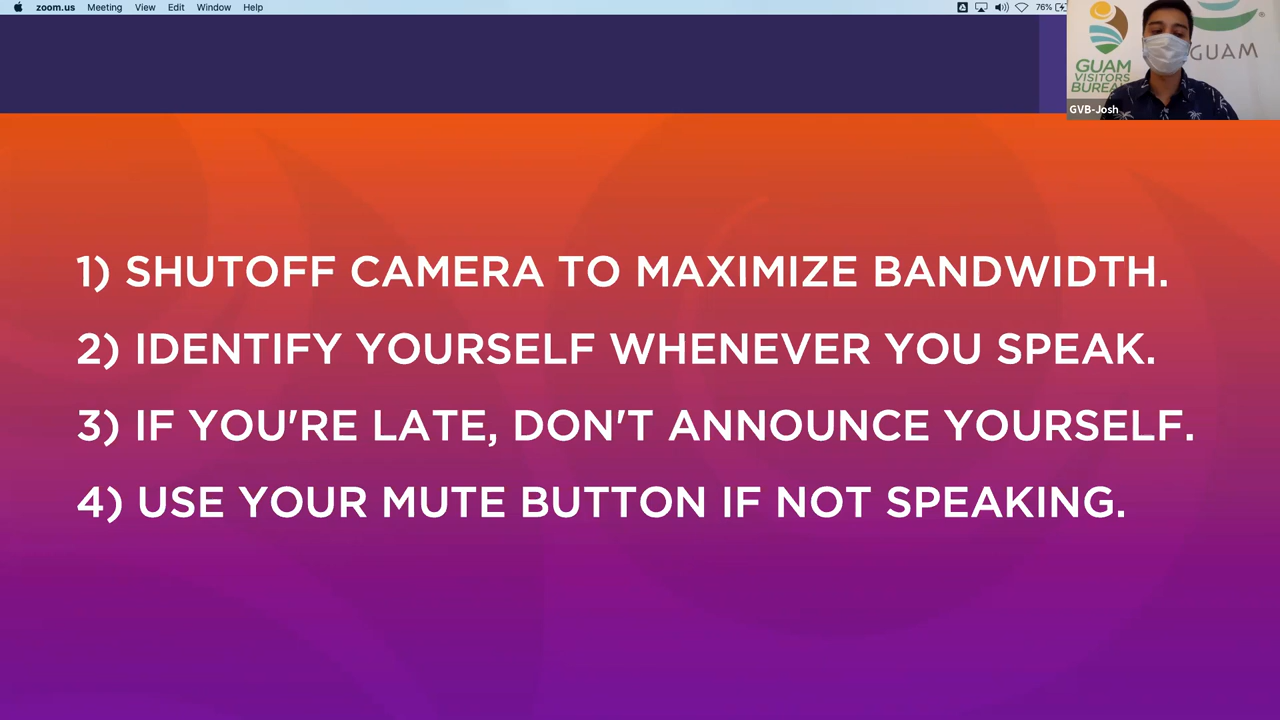 zoom.us Meeting View Edit Window Help 76%
GUAM
VISITORS
BUREAU
GUAM
GVB-Josh
1) SHUTOFF CAMERA TO MAXIMIZE BANDWIDTH.
2) IDENTIFY YOURSELF WHENEVER YOU SPEAK.
3) IF YOU'RE LATE, DON'T ANNOUNCE YOURSELF.
4) USE YOUR MUTE BUTTON IF NOT SPEAKING.